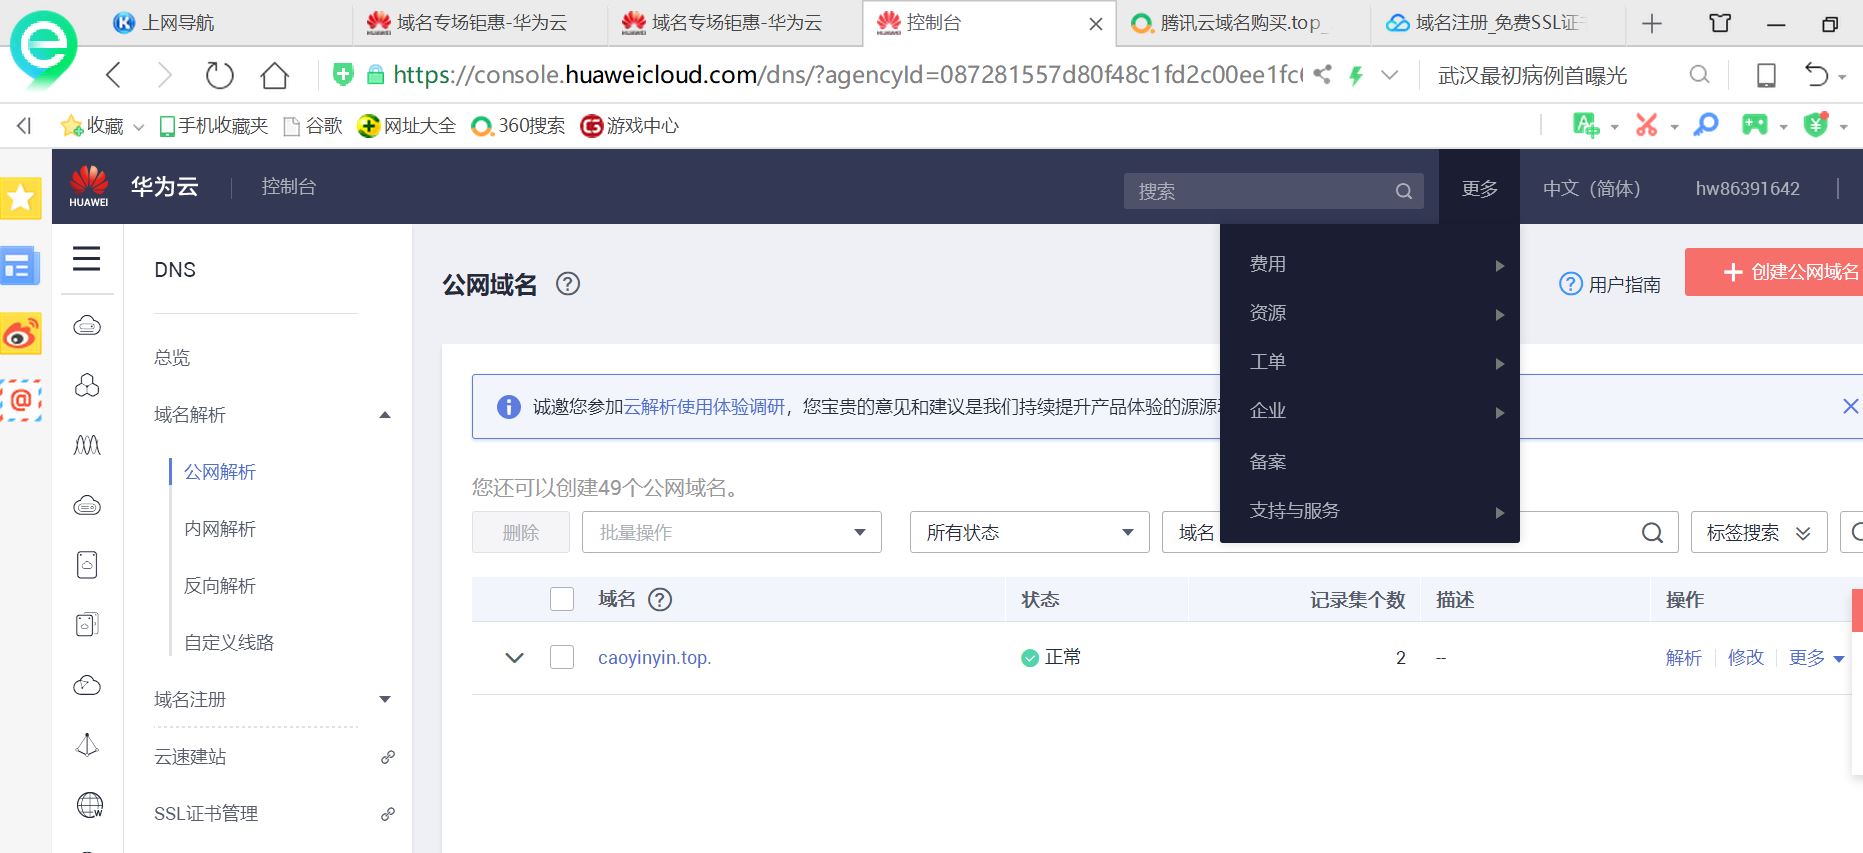 上网导航
域名专场钜惠-华为云
域名专场钜惠-华为云
控制台
腾讯云域名购买.top_
域名注册_免费SSL证
https://console.huaweicloud.com/dns/?agencyId=087281557d80f48c1fd2c00ee1fc
武汉最初病例首曝光
收藏
手机收藏夹
谷歌
网址大全
360搜索
游戏中心
HUAWEI
华为云
控制台
搜索
更多
中文（简体）
hw86391642
DNS
总览
域名解析
公网解析
内网解析
反向解析
自定义线路
域名注册
云速建站
SSL证书管理
公网域名
费用
资源
工单
企业
备案
支持与服务
用户指南
创建公网域名
诚邀您参加云解析使用体验调研，您宝贵的意见和建议是我们持续提升产品体验的源源
您还可以创建49个公网域名。
删除
批量操作
所有状态
域名
标签搜索
域名 状态 记录集个数 描述 操作
caoyinyin.top. 正常 2 -- 解析 修改 更多